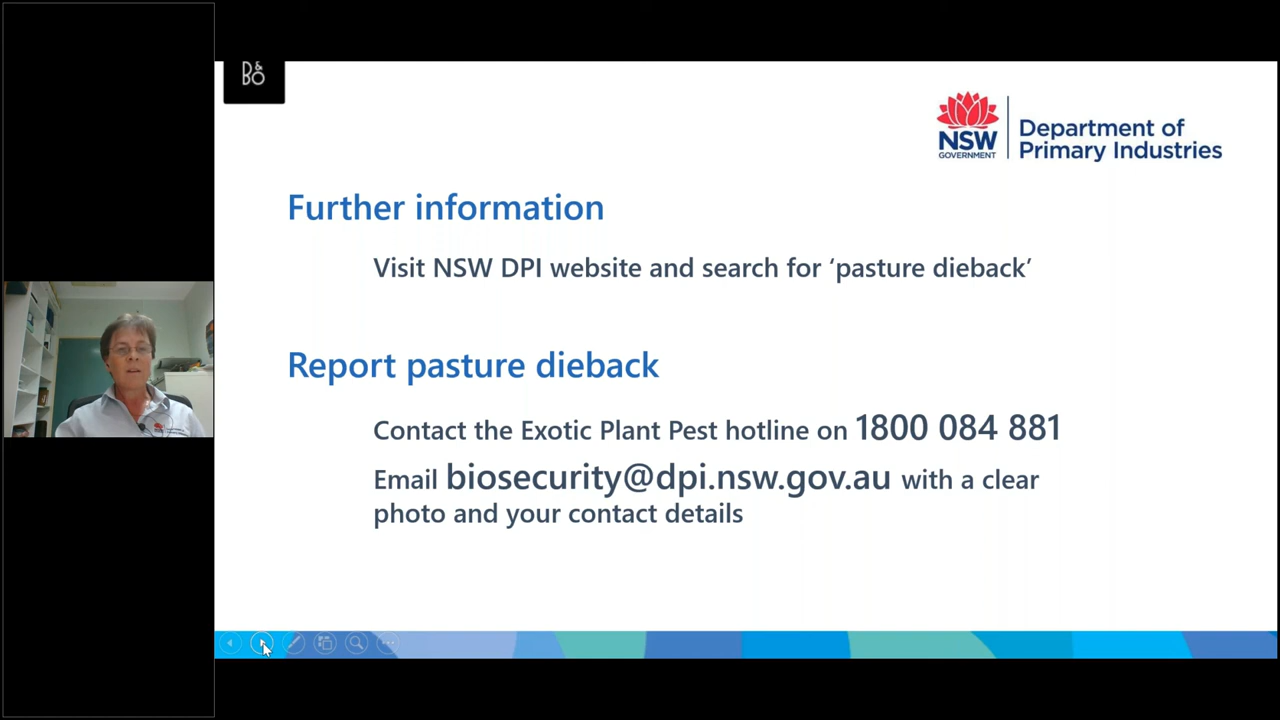 B&
BO
NSW
GOVERNMENT
Department of
Primary Industries
Further information
Visit NSW DPI website and search for ‘pasture dieback’
Report pasture dieback
Contact the Exotic Plant Pest hotline on 1800 084 881
Email biosecurity@dpi.nsw.gov.au with a clear
photo and your contact details